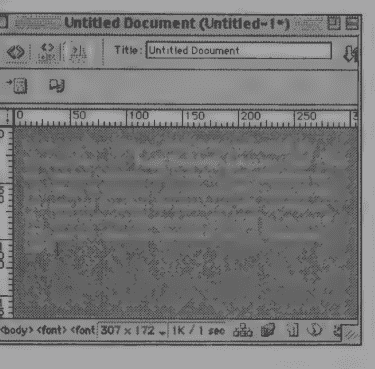 Untitled Document (Untitled-1*)
Title: Untitled Document
0 50 100 150 200 250 3
<body> <font> <font 307 x 172 1K / 1 sec